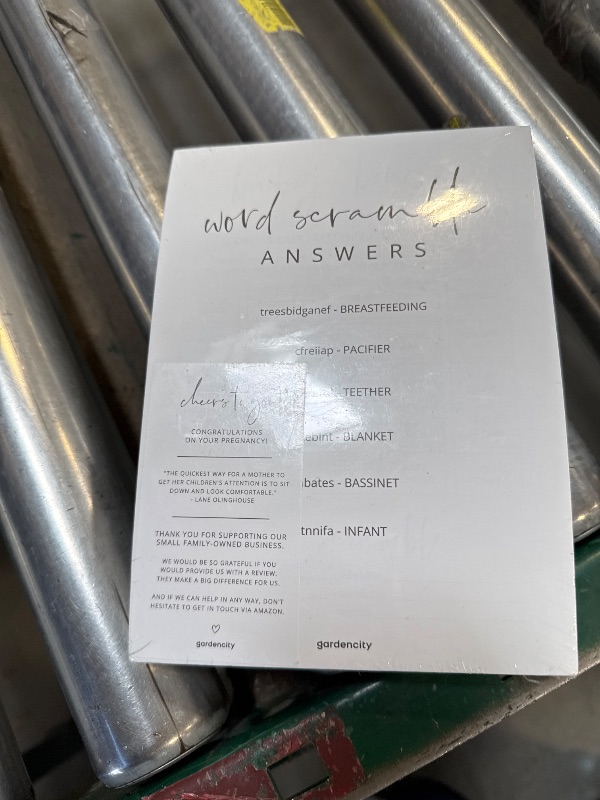 word scramble
ANSWERS
treesbidganef - BREASTFEEDING
cfreiiap - PACIFIER
TEETHER
ebint - BLANKET
bates - BASSINET
tnnifa - INFANT
gardencity
cheers to you!
CONGRATULATIONS
ON YOUR PREGNANCY!
"THE QUICKEST WAY FOR A MOTHER TO
GET HER CHILDREN'S ATTENTION IS TO SIT
DOWN AND LOOK COMFORTABLE."
- LANE OLINGHOUSE
THANK YOU FOR SUPPORTING OUR
SMALL FAMILY-OWNED BUSINESS.
WE WOULD BE SO GRATEFUL IF YOU
WOULD PROVIDE US WITH A REVIEW.
THEY MAKE A BIG DIFFERENCE FOR US.
AND IF WE CAN HELP IN ANY WAY, DON'T
HESITATE TO GET IN TOUCH VIA AMAZON.
gardencity